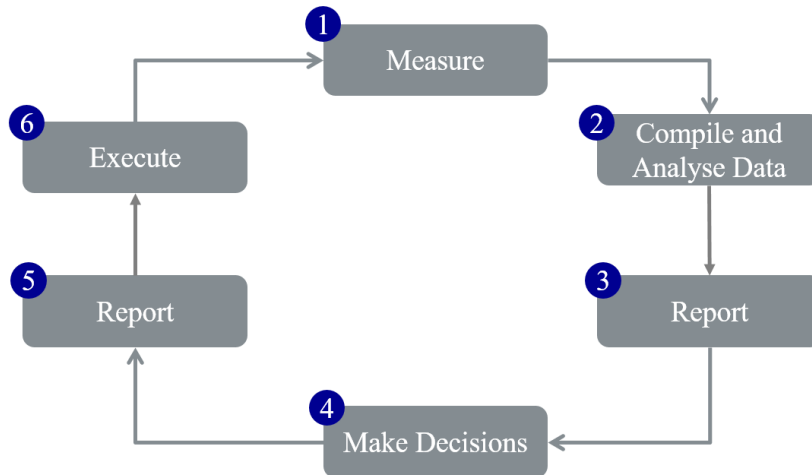 1
Measure
2
Compile and
Analyse Data
3
Report
4
Make Decisions
5
Report
6
Execute